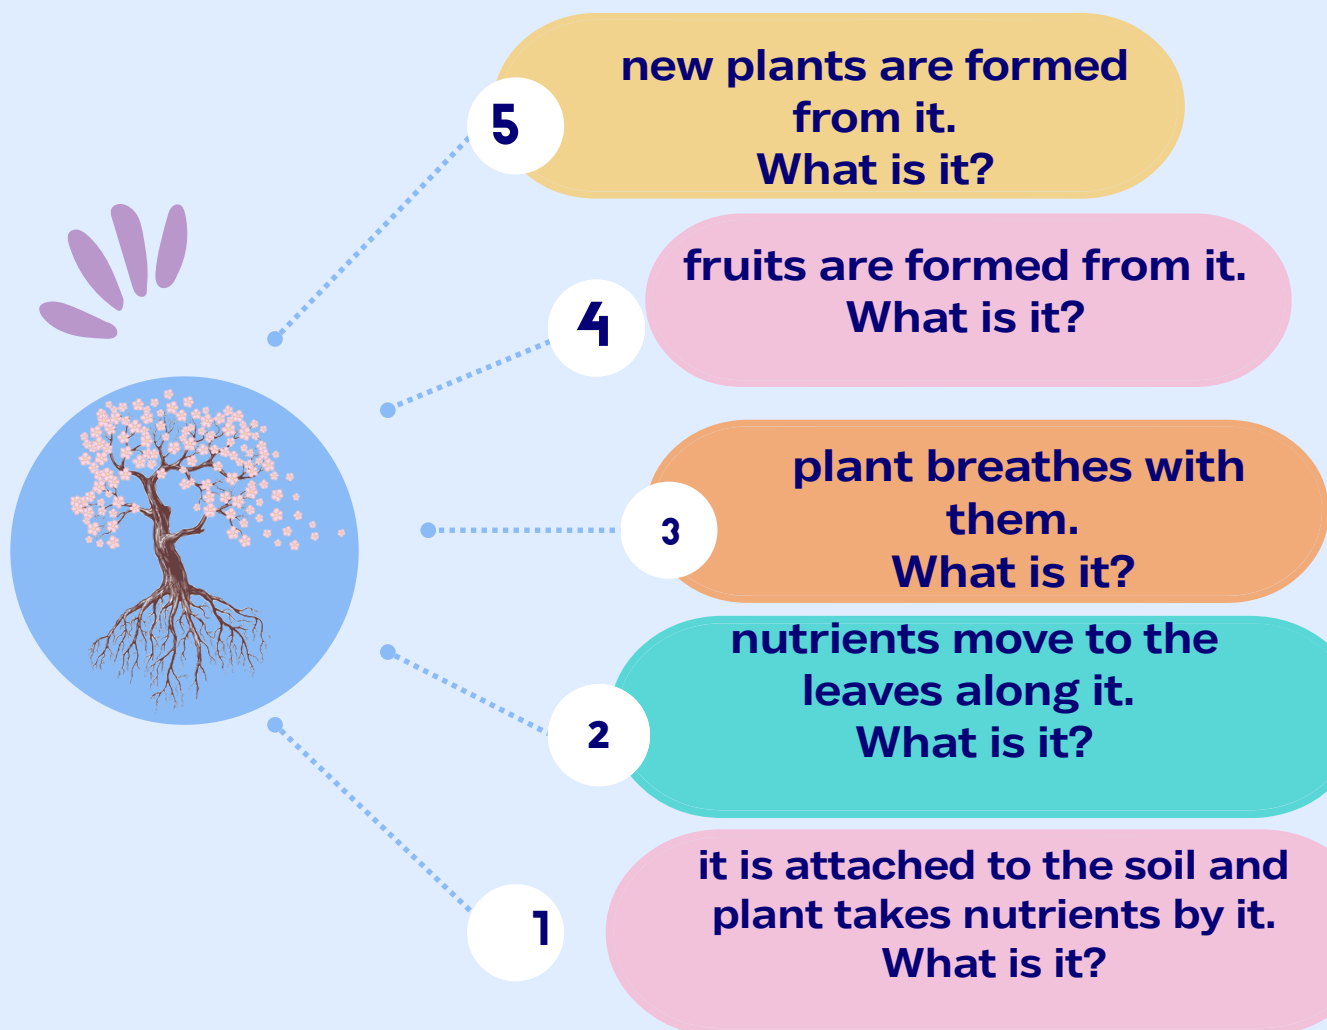 5
new plants are formed
from it.
What is it?
4
fruits are formed from it.
What is it?
3
plant breathes with
them.
What is it?
2
nutrients move to the
leaves along it.
What is it?
1
it is attached to the soil and
plant takes nutrients by it.
What is it?